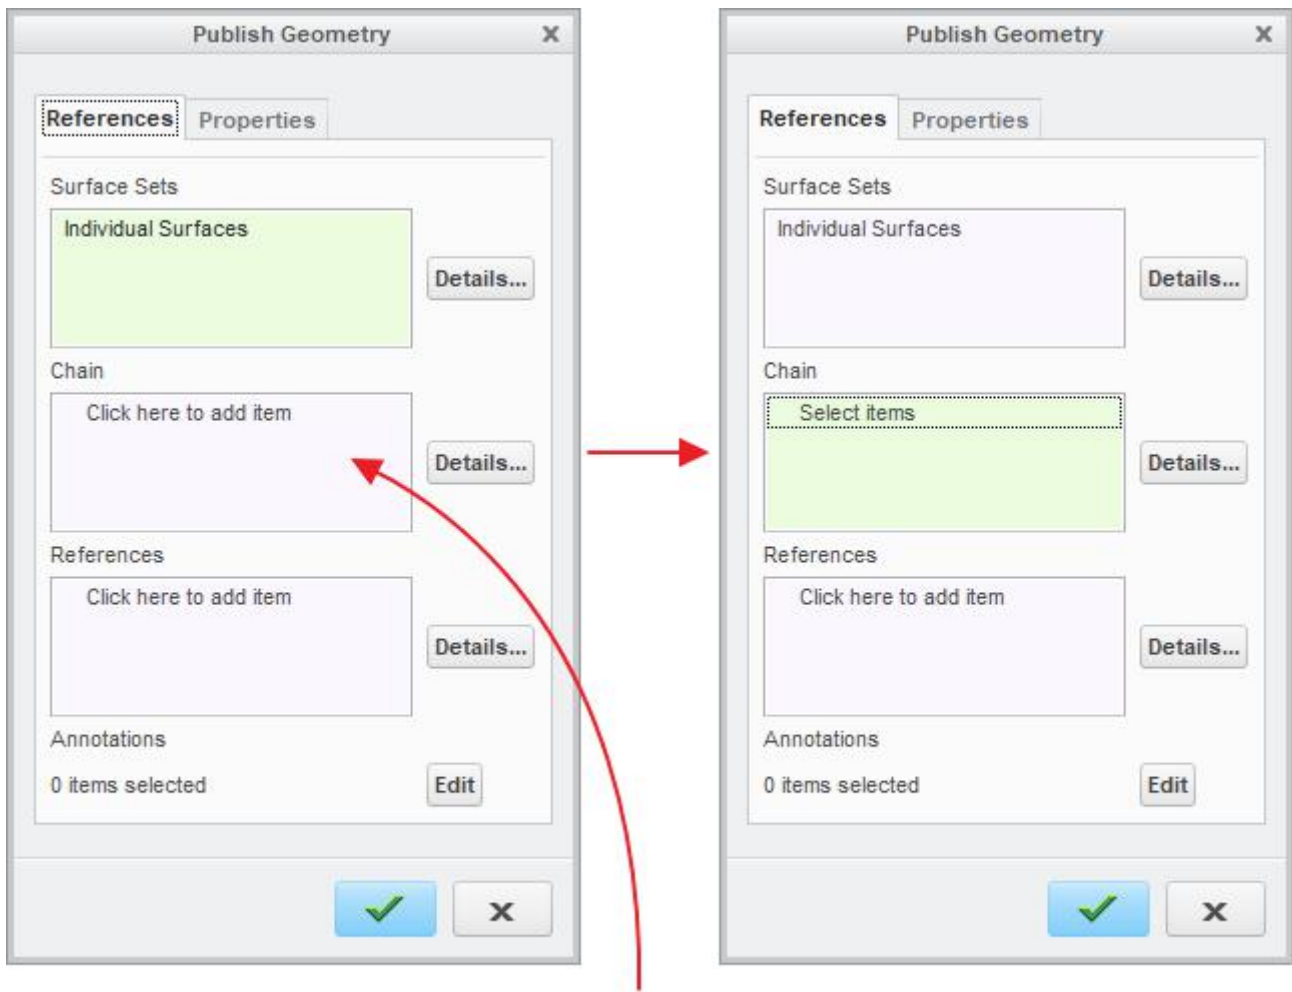 Publish Geometry
References Properties
Surface Sets
Individual Surfaces
Details...
Chain
Click here to add item
Details...
References
Click here to add item
Details...
Annotations
0 items selected
Edit
Publish Geometry
References Properties
Surface Sets
Individual Surfaces
Details...
Chain
Select items
Details...
References
Click here to add item
Details...
Annotations
0 items selected
Edit